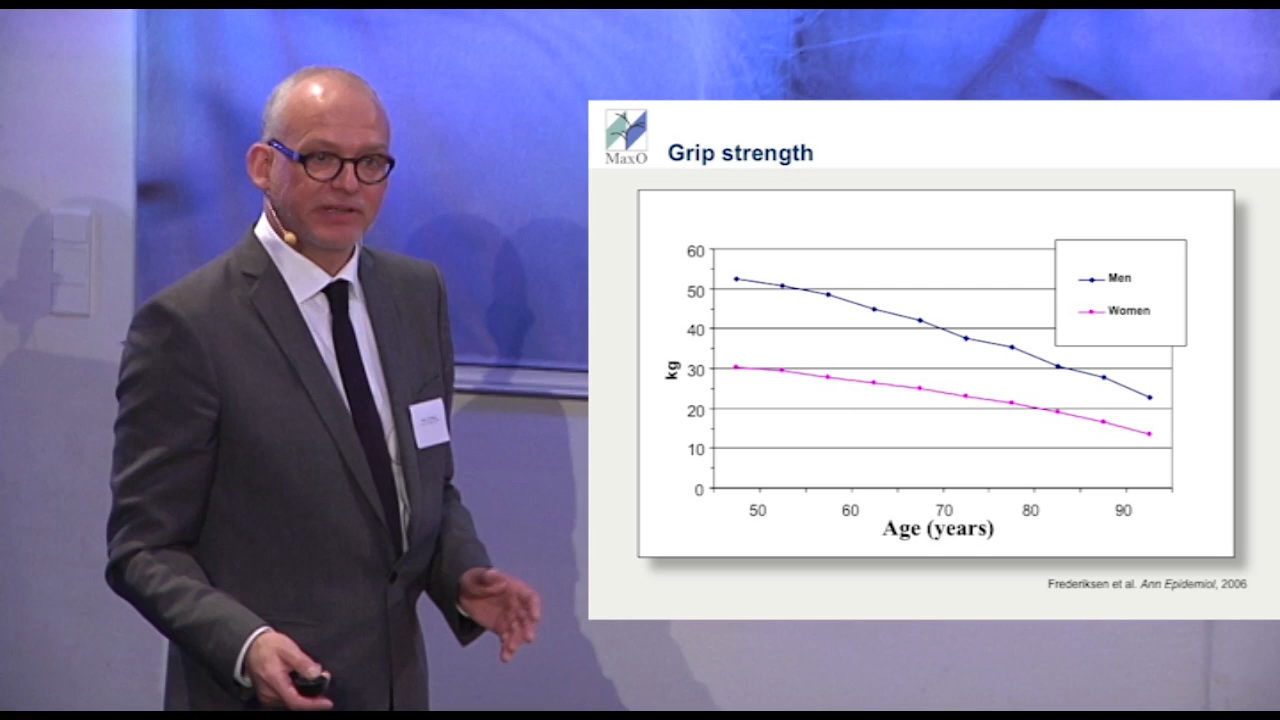 MaxO
Grip strength
60
50
40
30
20
10
0
kg
Men
Women
50 60 70 80 90
Age (years)
Frederiksen et al. Ann Epidemiol, 2006